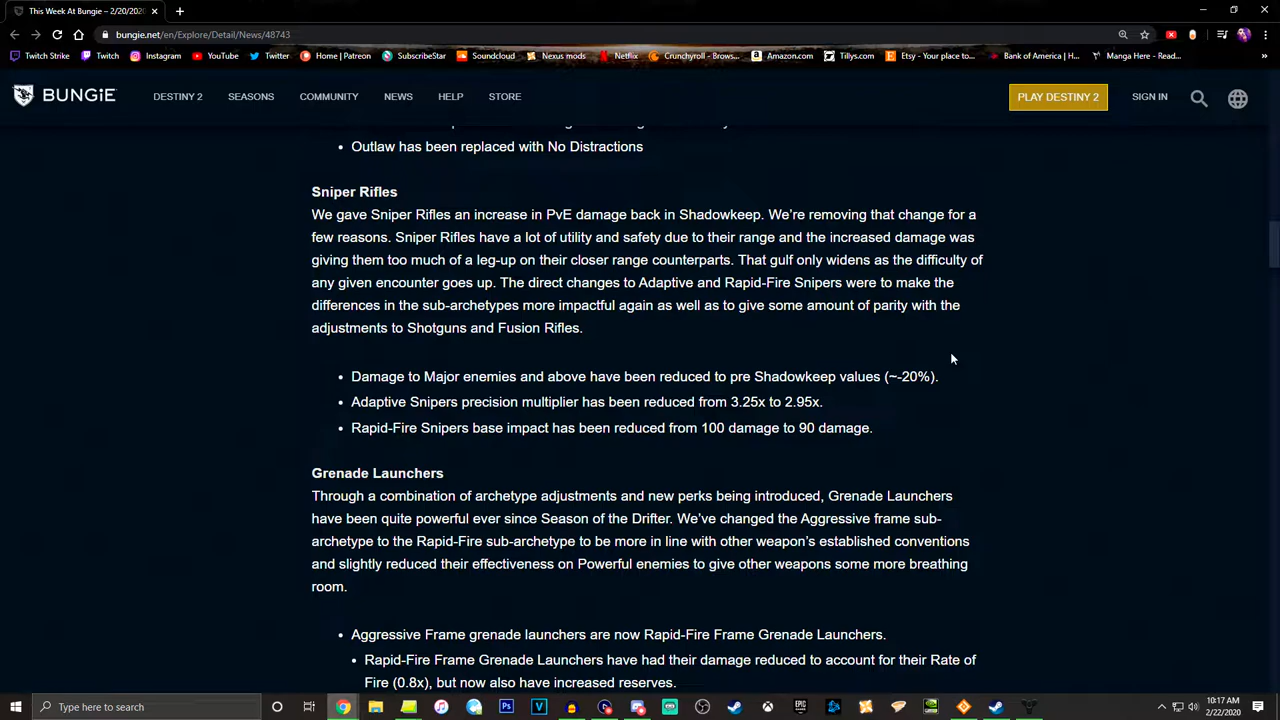 This Week At Bungie – 2/20/2020
bungie.net/en/Explore/Detail/News/48743
Twitch Strike
Twitch
Instagram
YouTube
Twitter
Home | Patreon
SubscribeStar
Soundcloud
Nexus mods
Netflix
Crunchyroll - Brows...
Amazon.com
Tillys.com
Etsy - Your place to...
Bank of America | H...
Manga Here - Read...
BUNGiE
DESTINY 2
SEASONS
COMMUNITY
NEWS
HELP
STORE
PLAY DESTINY 2
SIGN IN
• Outlaw has been replaced with No Distractions
Sniper Rifles
We gave Sniper Rifles an increase in PvE damage back in Shadowkeep. We’re removing that change for a
few reasons. Sniper Rifles have a lot of utility and safety due to their range and the increased damage was
giving them too much of a leg-up on their closer range counterparts. That gulf only widens as the difficulty of
any given encounter goes up. The direct changes to Adaptive and Rapid-Fire Snipers were to make the
differences in the sub-archetypes more impactful again as well as to give some amount of parity with the
adjustments to Shotguns and Fusion Rifles.
• Damage to Major enemies and above have been reduced to pre Shadowkeep values (~-20%).
• Adaptive Snipers precision multiplier has been reduced from 3.25x to 2.95x.
• Rapid-Fire Snipers base impact has been reduced from 100 damage to 90 damage.
Grenade Launchers
Through a combination of archetype adjustments and new perks being introduced, Grenade Launchers
have been quite powerful ever since Season of the Drifter. We’ve changed the Aggressive frame sub-
archetype to the Rapid-Fire sub-archetype to be more in line with other weapon’s established conventions
and slightly reduced their effectiveness on Powerful enemies to give other weapons some more breathing
room.
• Aggressive Frame grenade launchers are now Rapid-Fire Frame Grenade Launchers.
• Rapid-Fire Frame Grenade Launchers have had their damage reduced to account for their Rate of
Fire (0.8x), but now also have increased reserves.
Type here to search
10:17 AM
2/22/2020